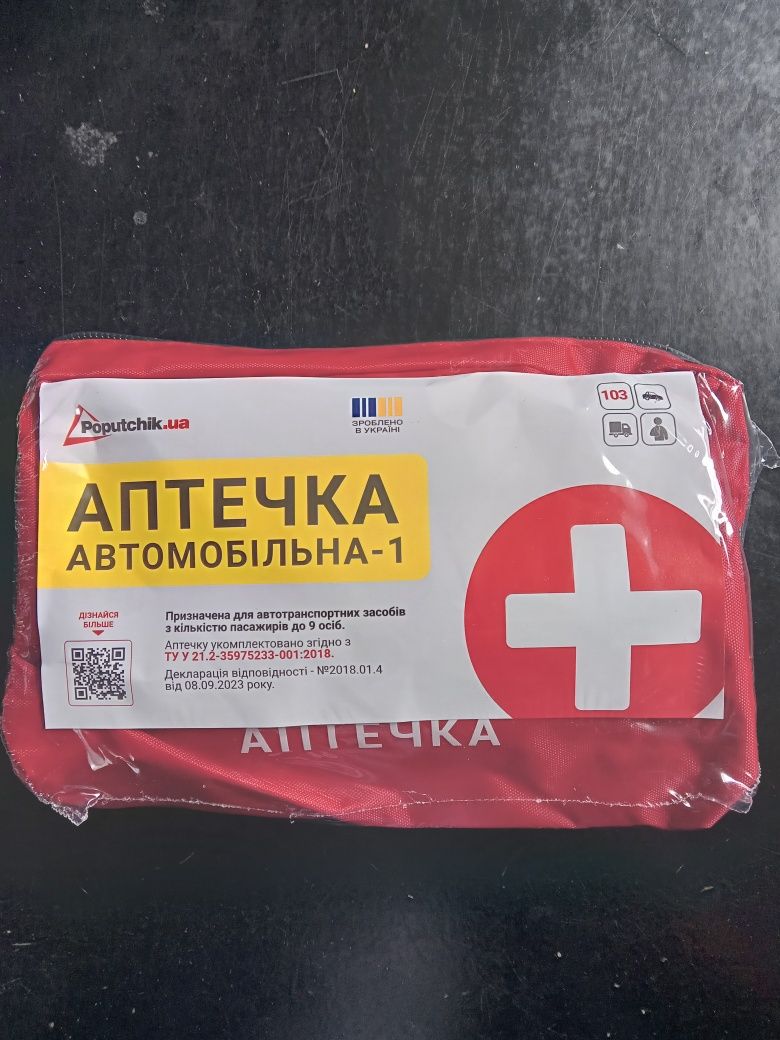 Poputchik.ua
ЗРОБЛЕНО
В УКРАЇНІ
103
АПТЕЧКА
АВТОМОБІЛЬНА-1
ДІЗНАЙСЯ
БІЛЬШЕ
Призначена для автотранспортних засобів
з кількістю пасажирів до 9 осіб.
Аптечку укомплектовано згідно з
ТУ У 21.2-35975233-001:2018.
Декларація відповідності - №2018.01.4
від 08.09.2023 року.
АПТЕЧКА